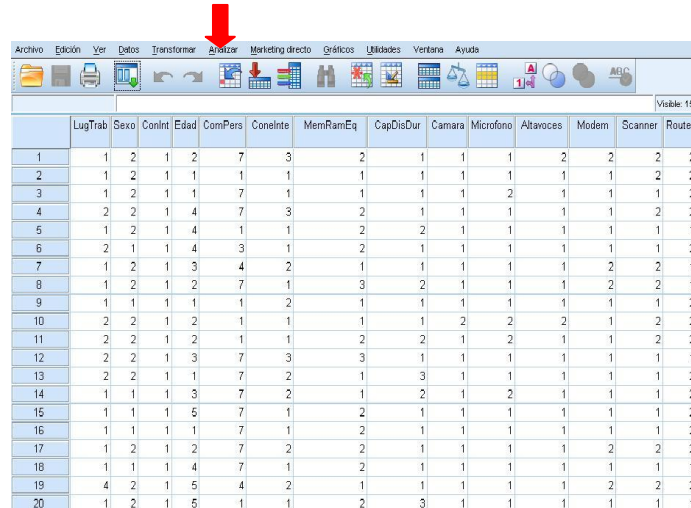 Archivo Edición Ver Datos Transformar Analizar Marketing directo Gráficos Utilidades Ventana Ayuda
A 1 ABC
Visible: 15
LugTrab Sexo ConInt Edad ComPers ConeInte MemRamEq CapDisDur Camara Microfono Altavoces Modem Scanner Route
1 1 2 1 2 7 3 2 1 1 1 2 2 2
2 1 2 1 1 1 1 1 1 1 1 1 1 2
3 1 2 1 1 7 1 1 1 1 2 1 1 1
4 2 2 1 4 7 3 2 1 1 1 1 1 2
5 1 2 1 4 1 1 2 2 1 1 1 1 1
6 2 1 1 4 3 1 2 1 1 1 1 1 1
7 1 2 1 3 4 2 1 1 1 1 1 2 2
8 1 2 1 2 7 1 3 2 1 1 1 2 2
9 1 1 1 1 1 2 1 1 1 1 1 1 1
10 2 2 1 2 1 1 1 1 2 2 2 1 2
11 2 2 1 2 1 1 2 2 1 2 1 1 2
12 2 2 1 3 7 3 3 1 1 1 1 1 1
13 2 2 1 1 7 2 1 3 1 1 1 1 1
14 1 1 1 3 7 2 1 2 1 2 1 1 1
15 1 1 1 5 7 1 2 1 1 1 1 1 1
16 1 1 1 1 7 1 2 1 1 1 1 1 1
17 1 2 1 2 7 2 2 1 1 1 1 2 2
18 1 1 1 4 7 1 2 1 1 1 1 1 1
19 4 2 1 5 4 2 1 1 1 1 1 2 2
20 1 2 1 5 1 1 2 3 1 1 1 1 1